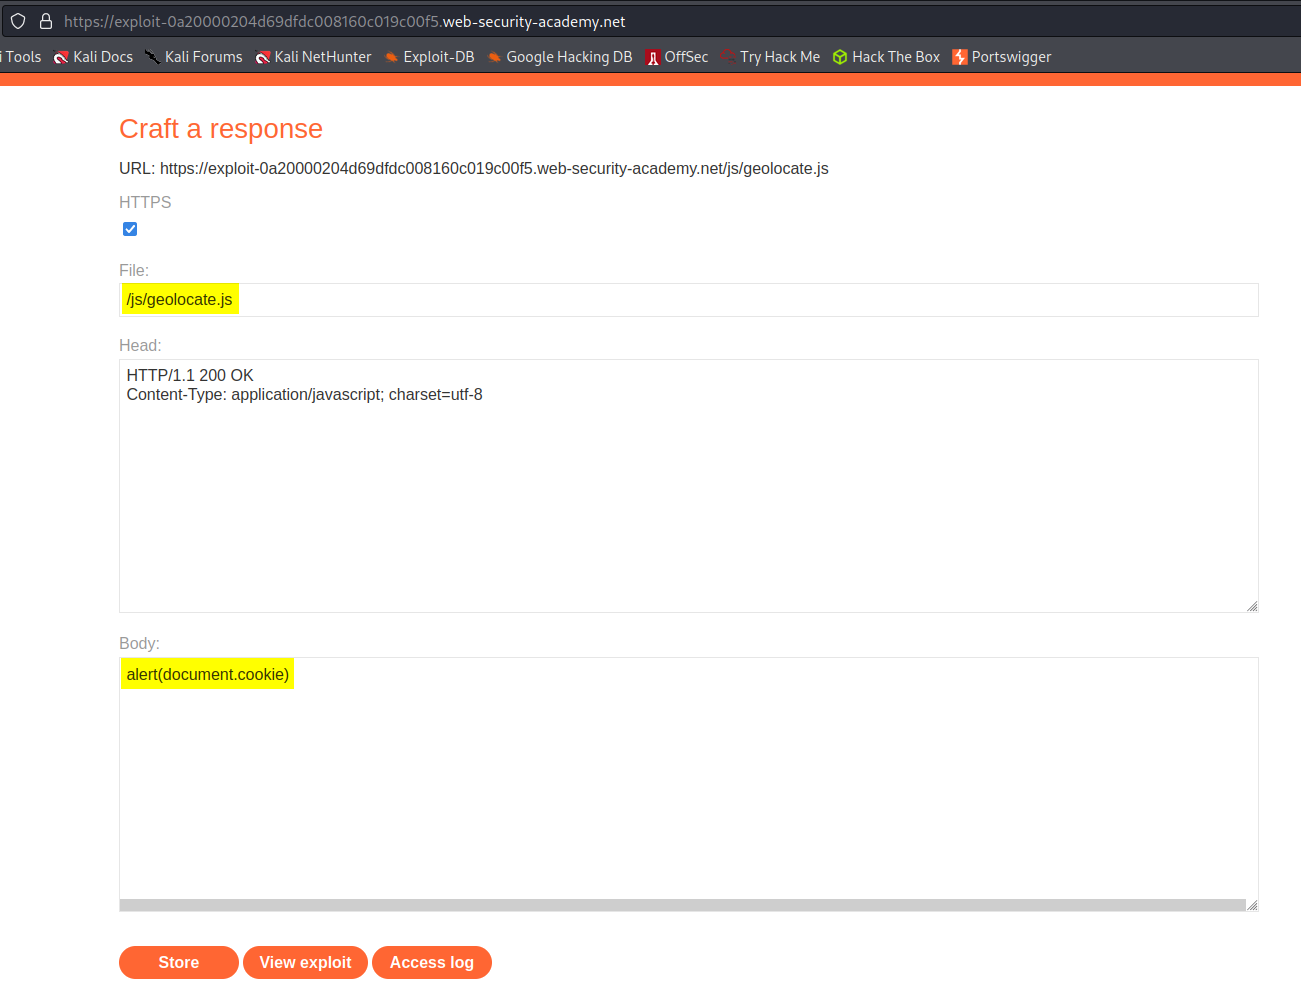 https://exploit-0a20000204d69dfdc008160c019c00f5.web-security-academy.net
i Tools Kali Docs Kali Forums Kali NetHunter Exploit-DB Google Hacking DB OffSec Try Hack Me Hack The Box Portswigger
Craft a response
URL: https://exploit-0a20000204d69dfdc008160c019c00f5.web-security-academy.net/js/geolocate.js
HTTPS
File:
/js/geolocate.js
Head:
HTTP/1.1 200 OK
Content-Type: application/javascript; charset=utf-8
Body:
alert(document.cookie)
Store View exploit Access log